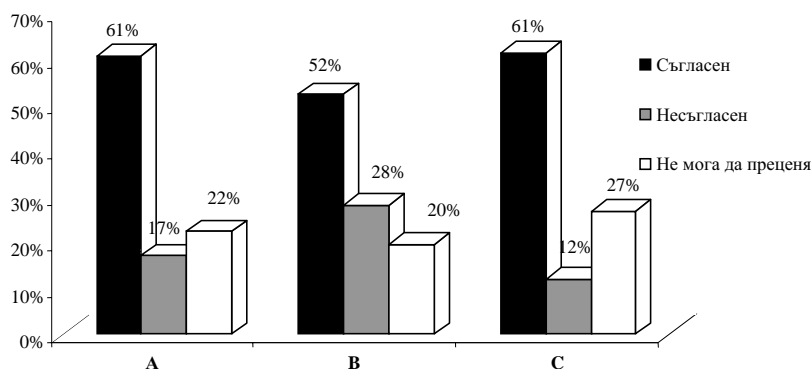 70%
60%
50%
40%
30%
20%
10%
0%
61%
17%
22%
52%
28%
20%
61%
12%
27%
A
B
C
Съгласен
Несъгласен
Не мога да преценя